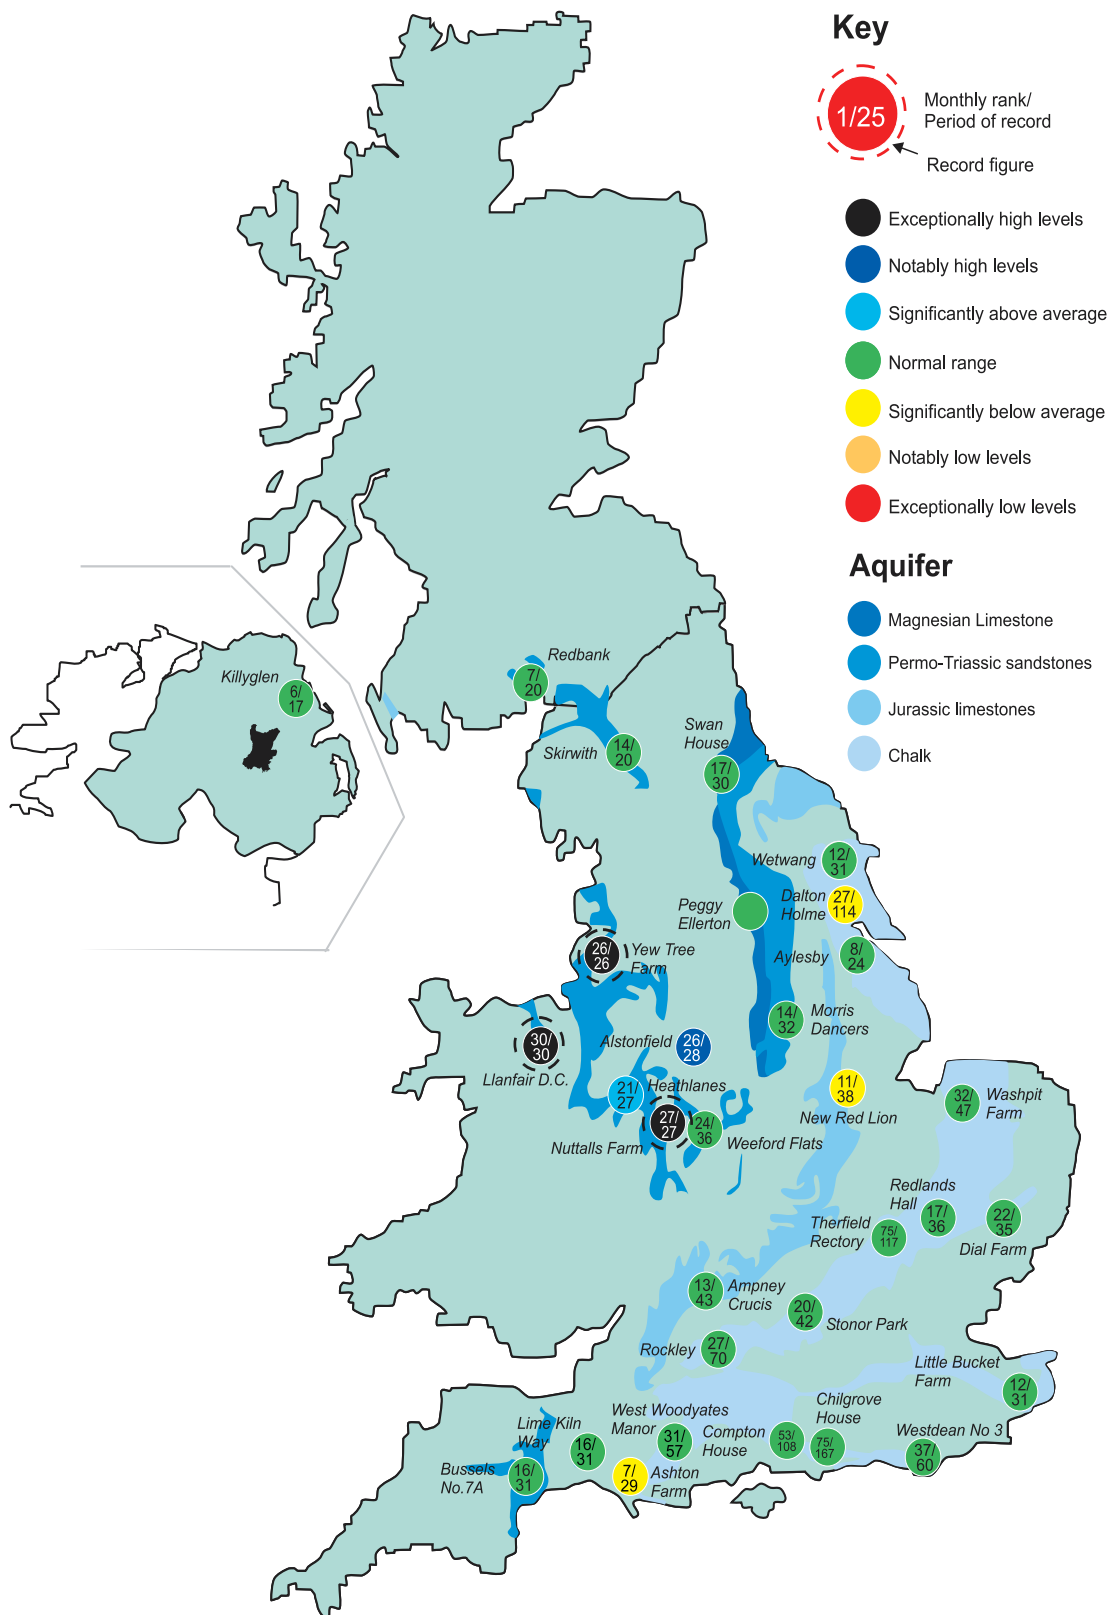 Key
1/25
Monthly rank/
Period of record
Record figure
Exceptionally high levels
Notably high levels
Significantly above average
Normal range
Significantly below average
Notably low levels
Exceptionally low levels
Aquifer
Magnesian Limestone
Permo-Triassic sandstones
Jurassic limestones
Chalk
Redbank
7/
20
Killyglen
6/
17
Skirwith
14/
20
Swan
House
17/
30
Wetwang
12/
31
Dalton
Holme
27/
114
Peggy
Ellerton
Aylesby
8/
24
Yew Tree
Farm
26/
26
Morris
Dancers
14/
32
Llanfair D.C.
30/
30
Alstonfield
26/
28
Heathlanes
21/
27
New Red Lion
11/
38
Washpit
Farm
32/
47
Nuttalls Farm
27/
27
Weeford Flats
24/
36
Redlands
Hall
17/
36
Therfield
Rectory
75/
117
Dial Farm
22/
35
Ampney
Crucis
13/
43
Stonor Park
20/
42
Rockley
27/
70
Little Bucket
Farm
12/
31
Chilgrove
House
75/
167
West Woodyates
Manor
31/
57
Compton
House
53/
108
Westdean No 3
37/
60
Lime Kiln
Way
16/
31
Bussels
No.7A
16/
31
Ashton
Farm
7/
29